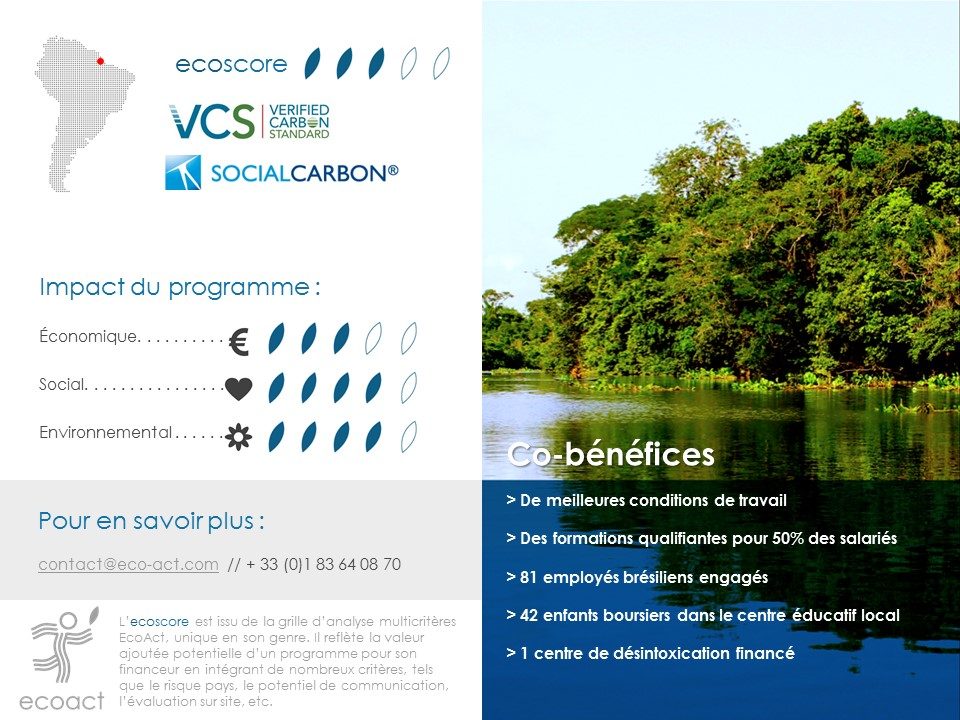 ecoscore
VCS
VERIFIED
CARBON
STANDARD
SOCIALCARBON®
Impact du programme :
Économique. . . . . . . . . . €
Social. . . . . . . . . . . . . . . .
Environnemental . . . . . .
Pour en savoir plus :
contact@eco-act.com // + 33 (0)1 83 64 08 70
ecoact
L’ecoscore est issu de la grille d’analyse multicritères
EcoAct, unique en son genre. Il reflète la valeur
ajoutée potentielle d’un programme pour son
financeur en intégrant de nombreux critères, tels
que le risque pays, le potentiel de communication,
l’évaluation sur site, etc.
Co-bénéfices
> De meilleures conditions de travail
> Des formations qualifiantes pour 50% des salariés
> 81 employés brésiliens engagés
> 42 enfants boursiers dans le centre éducatif local
> 1 centre de désintoxication financé